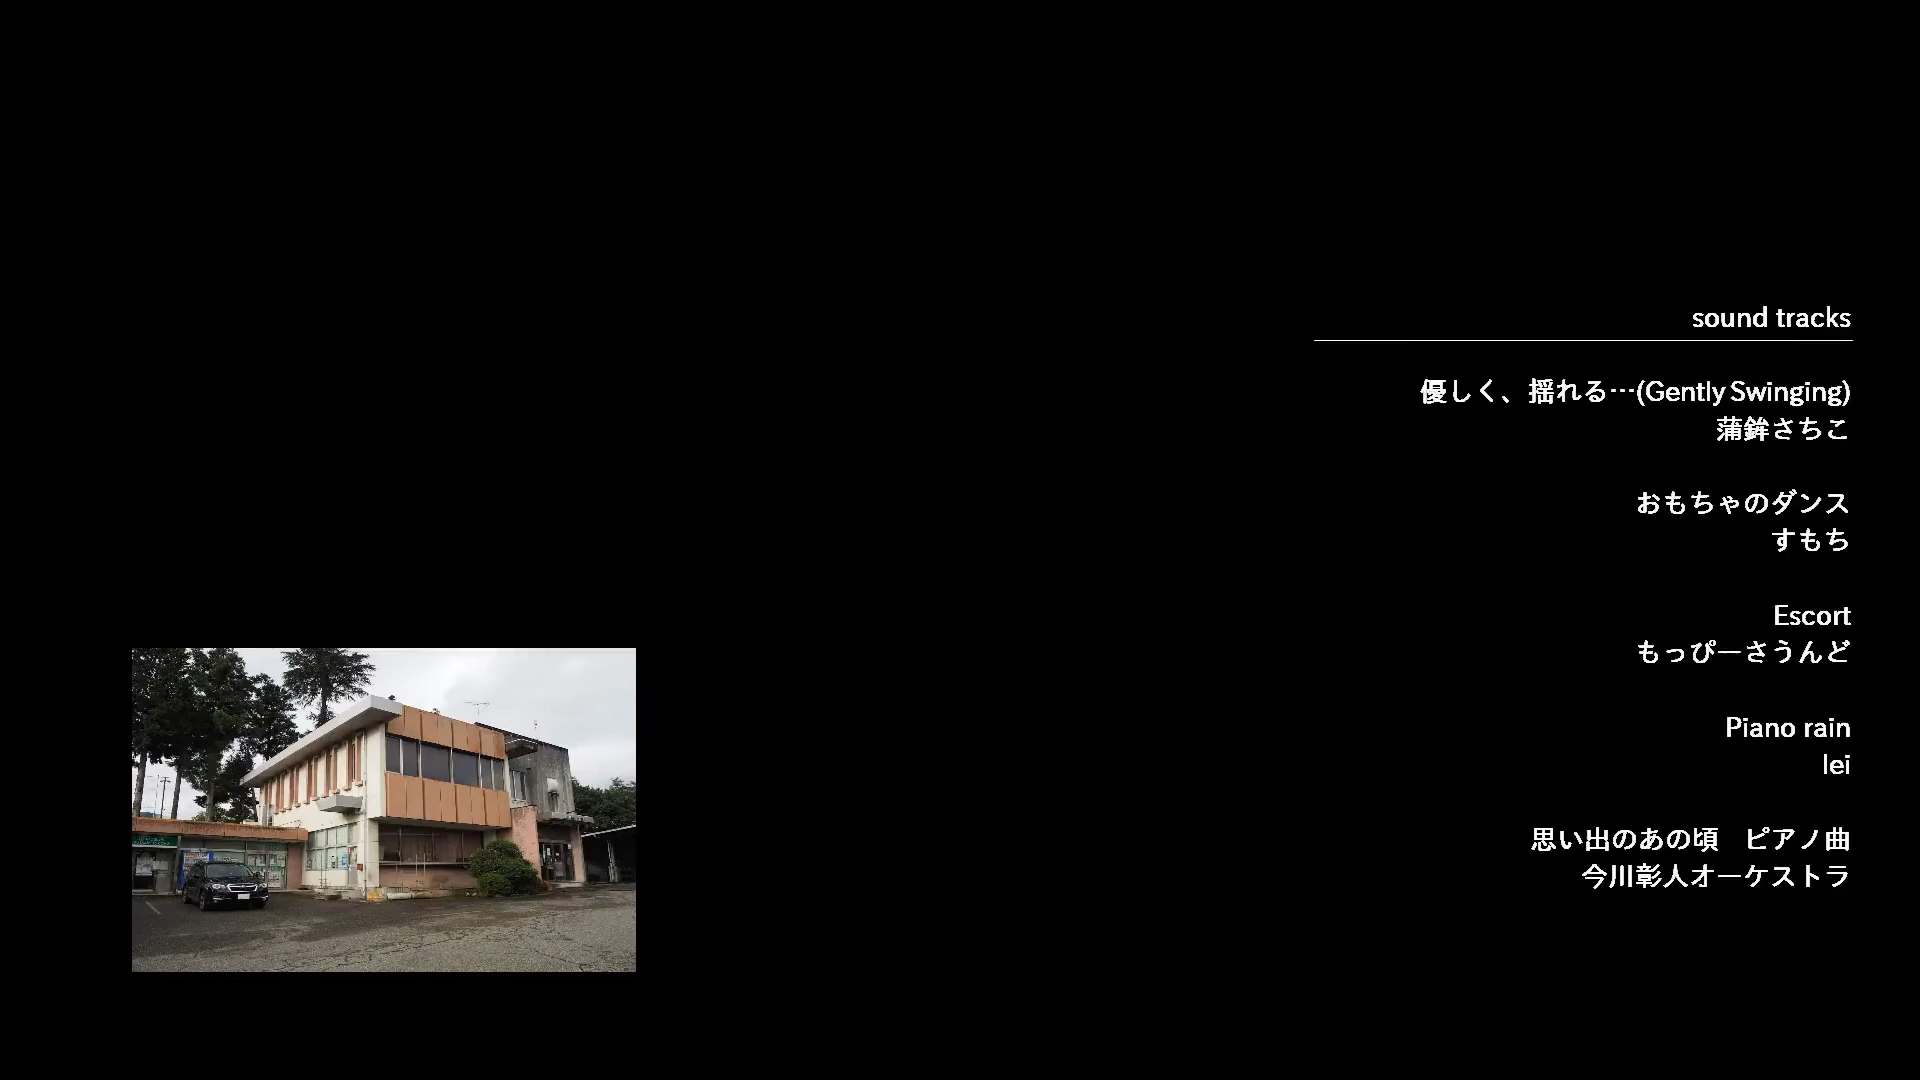 sound tracks
優しく、揺れる…(Gently Swinging)
蒲鉾さちこ
おもちゃのダンス
すもち
Escort
もっぴーさうんど
Piano rain
lei
思い出のあの頃　ピアノ曲
今川彰人オーケストラ